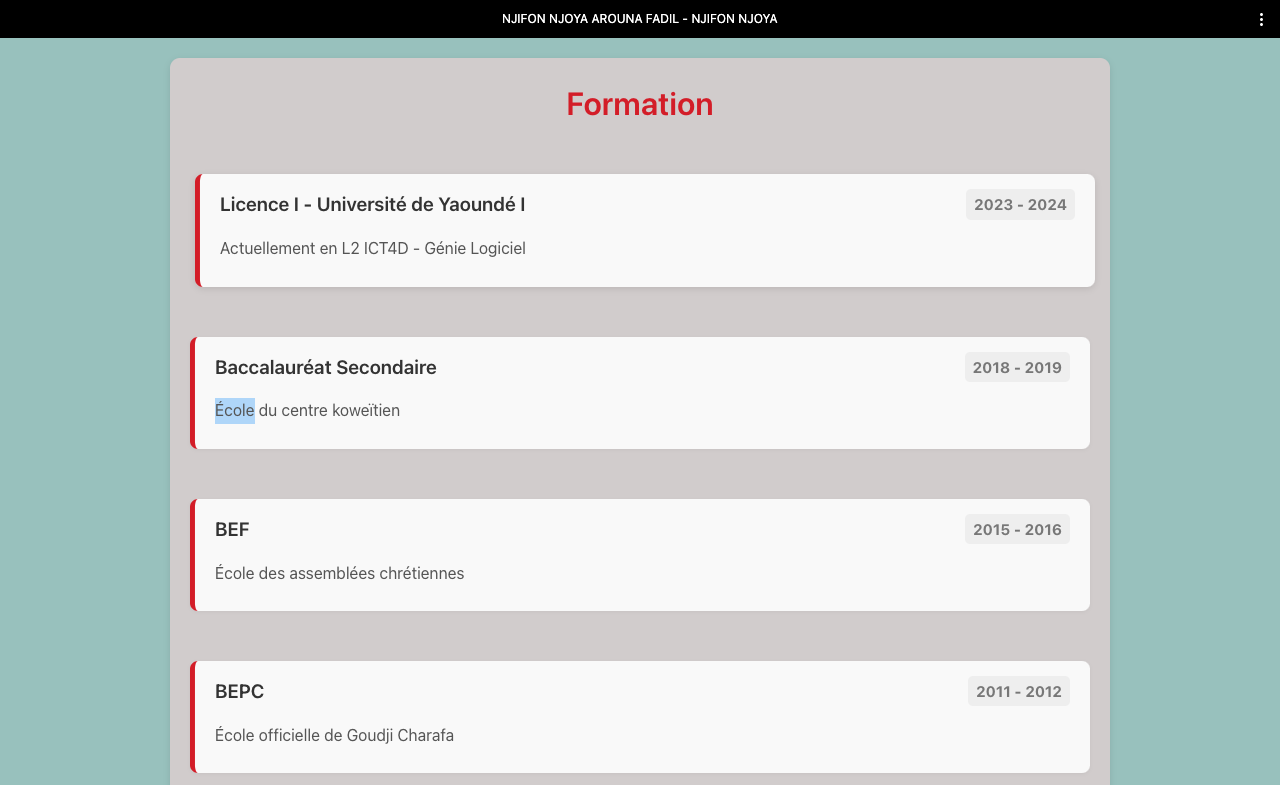 NJIFON NJOYA AROUNA FADIL - NJIFON NJOYA
Formation
Licence I - Université de Yaoundé I
2023 - 2024
Actuellement en L2 ICT4D - Génie Logiciel
Baccalauréat Secondaire
2018 - 2019
École du centre koweïtien
BEF
2015 - 2016
École des assemblées chrétiennes
BEPC
2011 - 2012
École officielle de Goudji Charafa